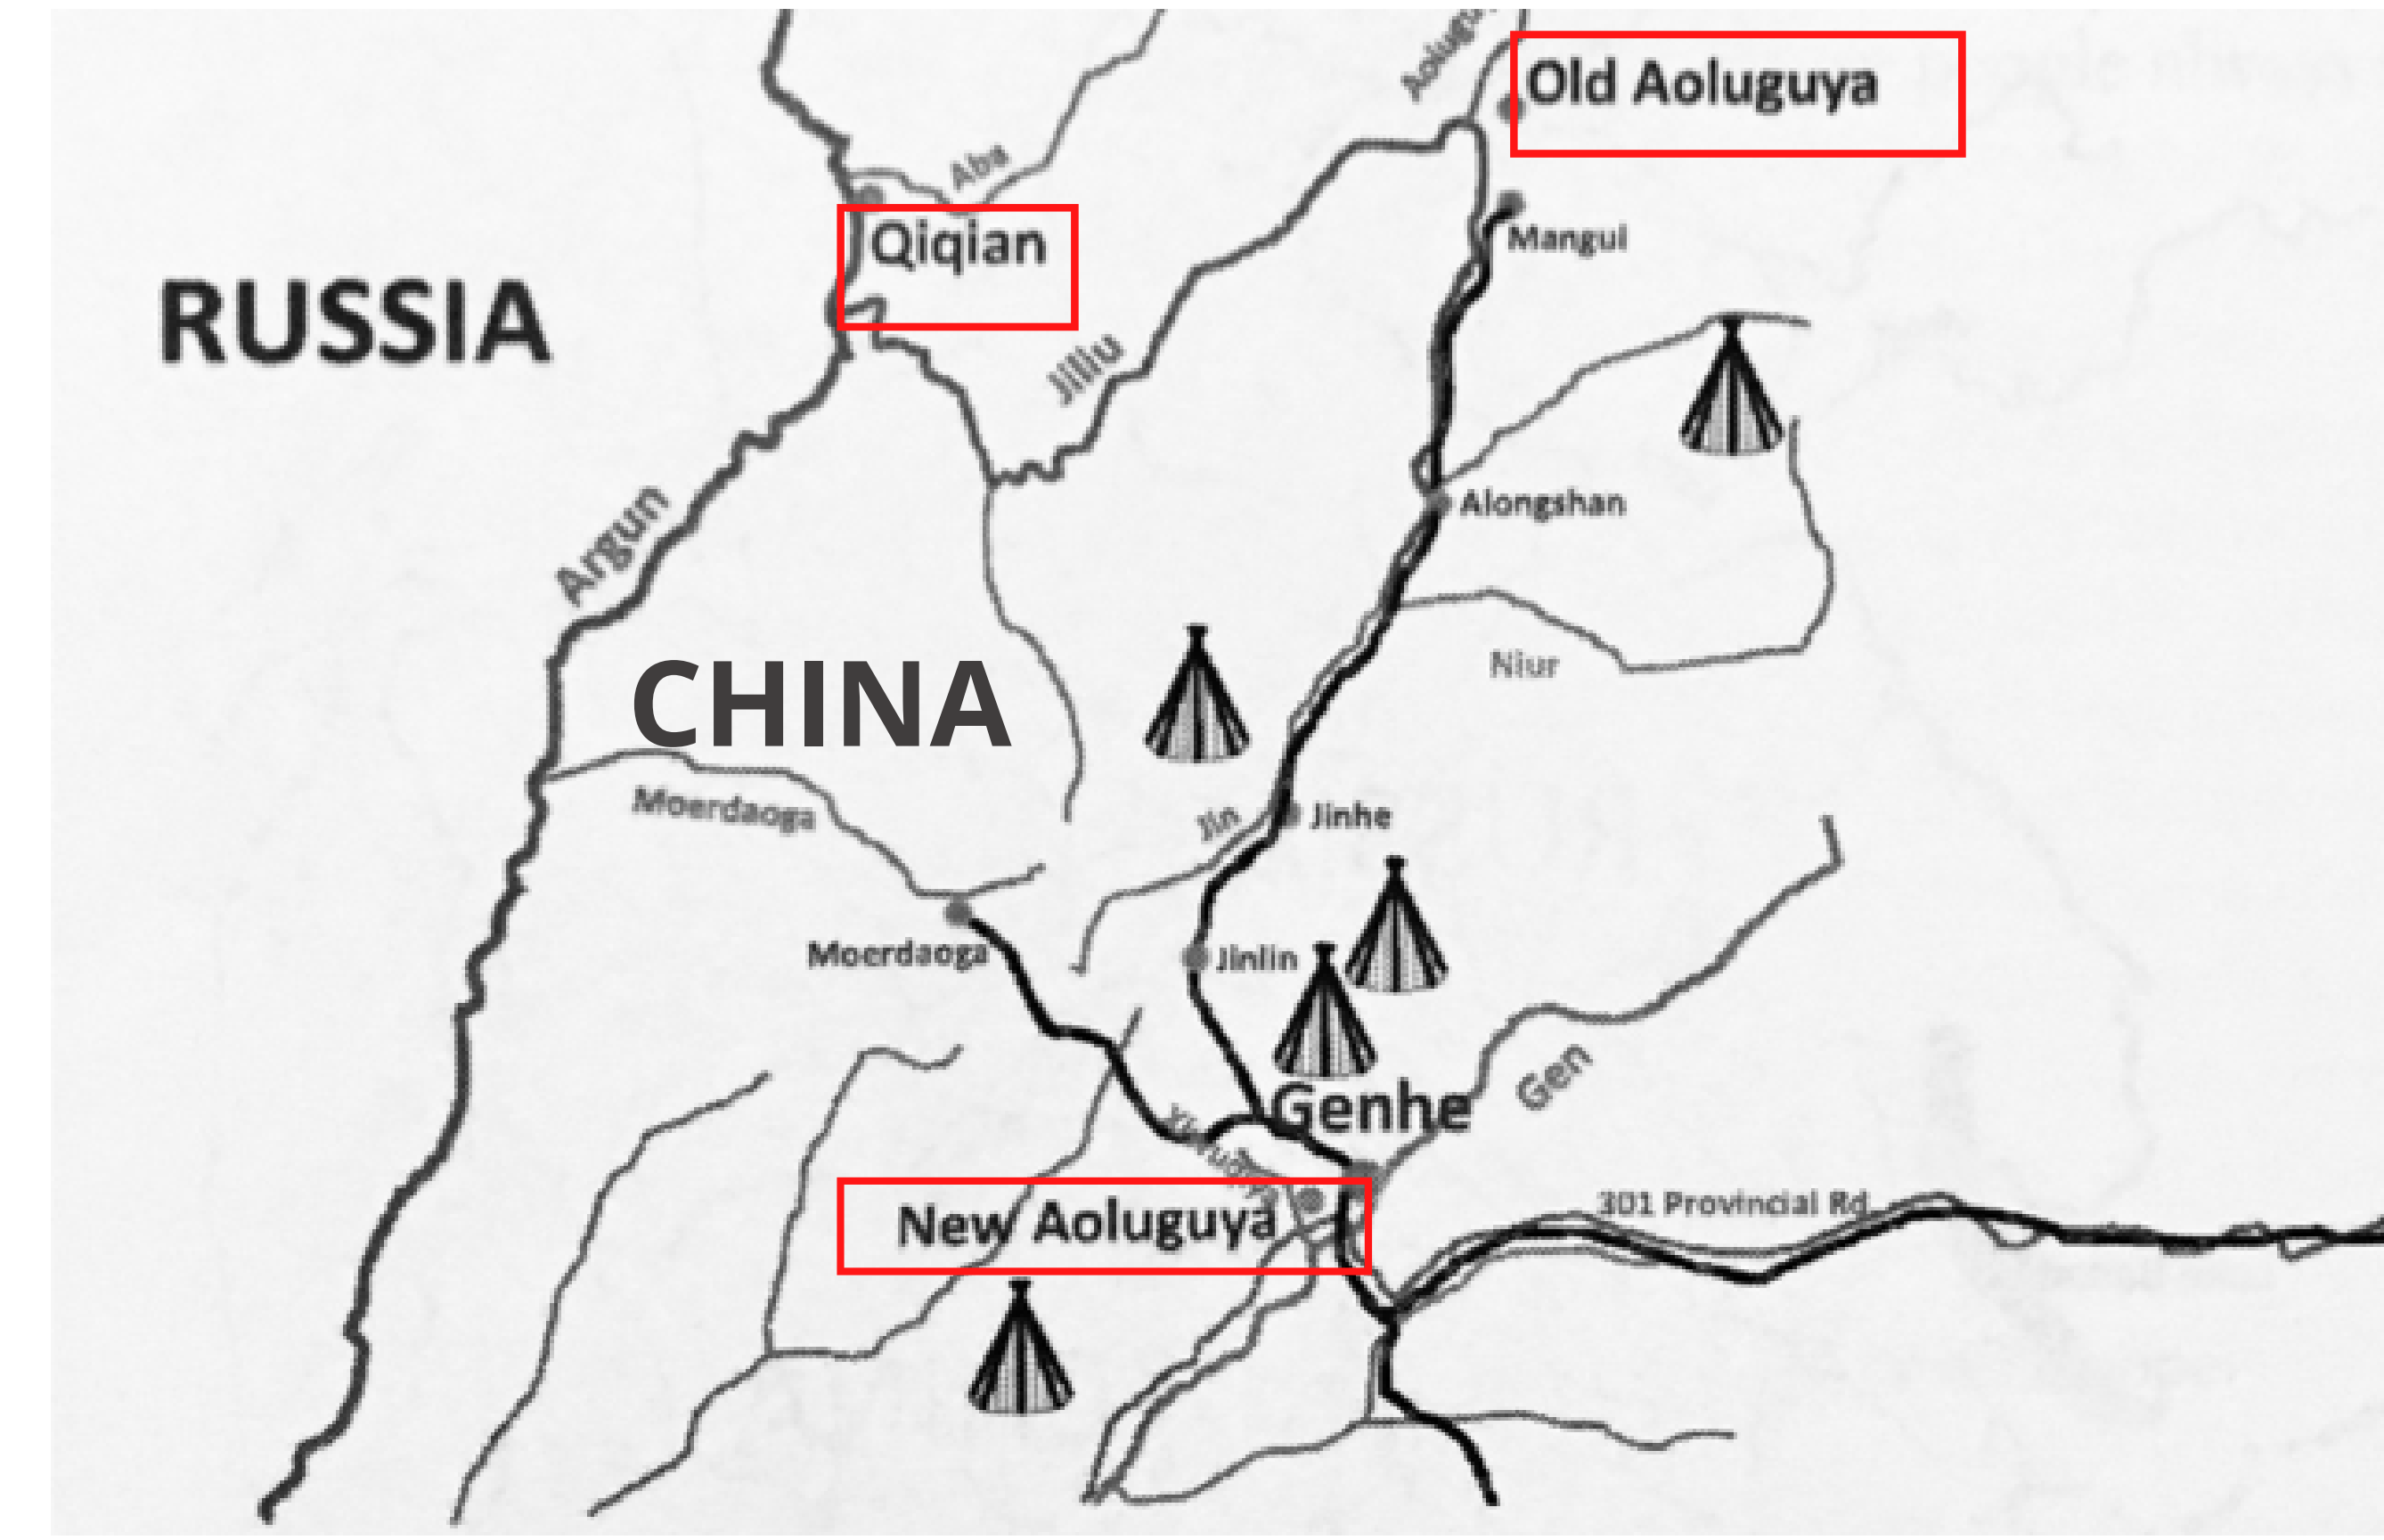 Aolugu
Old Aoluguya
Aba
Qiqian
Mangui
RUSSIA
Jiliu
Alongshan
Argun
Niur
CHINA
Moerdaoga
Jin
Jinhe
Moerdaoga
Jinlin
Gen
Genhe
New Aoluguya
301 Provincial Rd